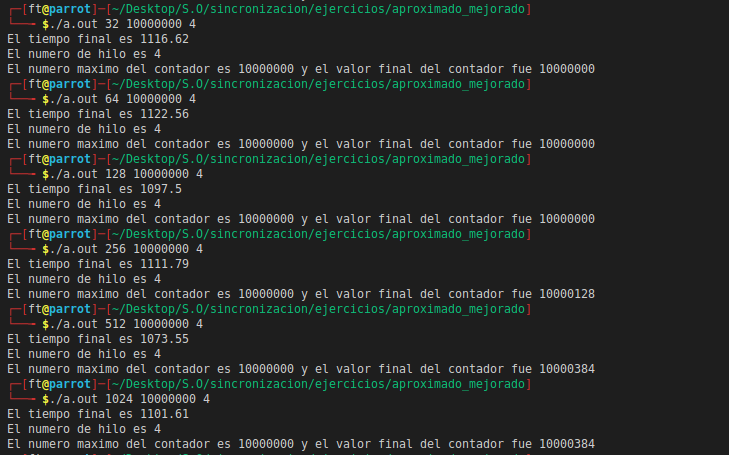 ┌─[ft@parrot]─[~/Desktop/S.O/sincronizacion/ejercicios/aproximado_mejorado]
└──╼ $./a.out 32 10000000 4
El tiempo final es 1116.62
El numero de hilo es 4
El numero maximo del contador es 10000000 y el valor final del contador fue 10000000
┌─[ft@parrot]─[~/Desktop/S.O/sincronizacion/ejercicios/aproximado_mejorado]
└──╼ $./a.out 64 10000000 4
El tiempo final es 1122.56
El numero de hilo es 4
El numero maximo del contador es 10000000 y el valor final del contador fue 10000000
┌─[ft@parrot]─[~/Desktop/S.O/sincronizacion/ejercicios/aproximado_mejorado]
└──╼ $./a.out 128 10000000 4
El tiempo final es 1097.5
El numero de hilo es 4
El numero maximo del contador es 10000000 y el valor final del contador fue 10000000
┌─[ft@parrot]─[~/Desktop/S.O/sincronizacion/ejercicios/aproximado_mejorado]
└──╼ $./a.out 256 10000000 4
El tiempo final es 1111.79
El numero de hilo es 4
El numero maximo del contador es 10000000 y el valor final del contador fue 10000128
┌─[ft@parrot]─[~/Desktop/S.O/sincronizacion/ejercicios/aproximado_mejorado]
└──╼ $./a.out 512 10000000 4
El tiempo final es 1073.55
El numero de hilo es 4
El numero maximo del contador es 10000000 y el valor final del contador fue 10000384
┌─[ft@parrot]─[~/Desktop/S.O/sincronizacion/ejercicios/aproximado_mejorado]
└──╼ $./a.out 1024 10000000 4
El tiempo final es 1101.61
El numero de hilo es 4
El numero maximo del contador es 10000000 y el valor final del contador fue 10000384